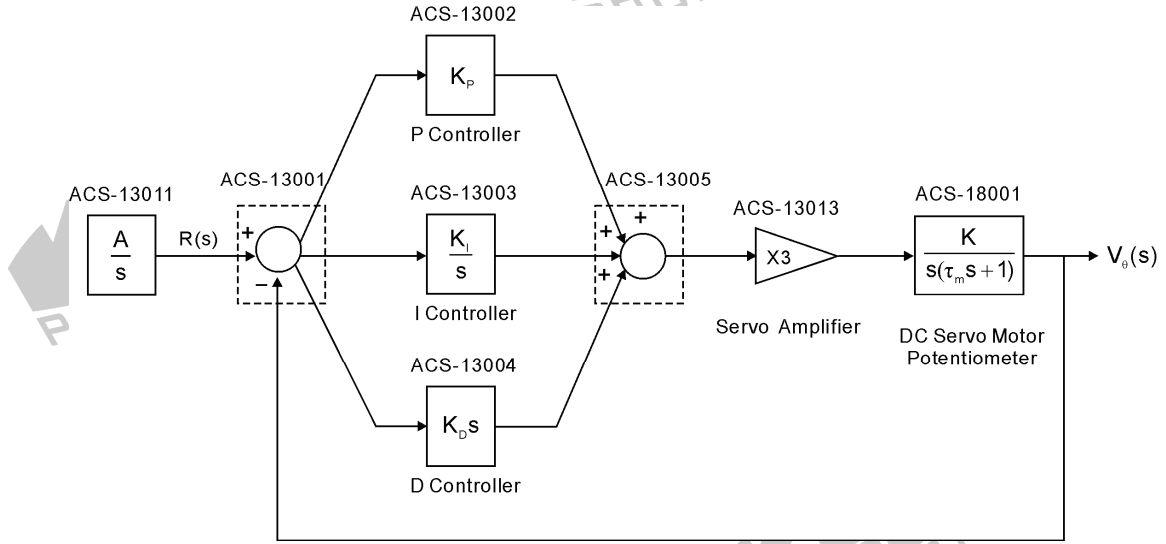 ACS-13002
K_P
P Controller
ACS-13011
A
s
R(s)
ACS-13001
+
−
ACS-13003
K_I
s
I Controller
ACS-13004
K_D s
D Controller
ACS-13005
+
+
+
ACS-13013
X3
Servo Amplifier
ACS-18001
K
s(τ_m s+1)
DC Servo Motor
Potentiometer
V_θ(s)
P